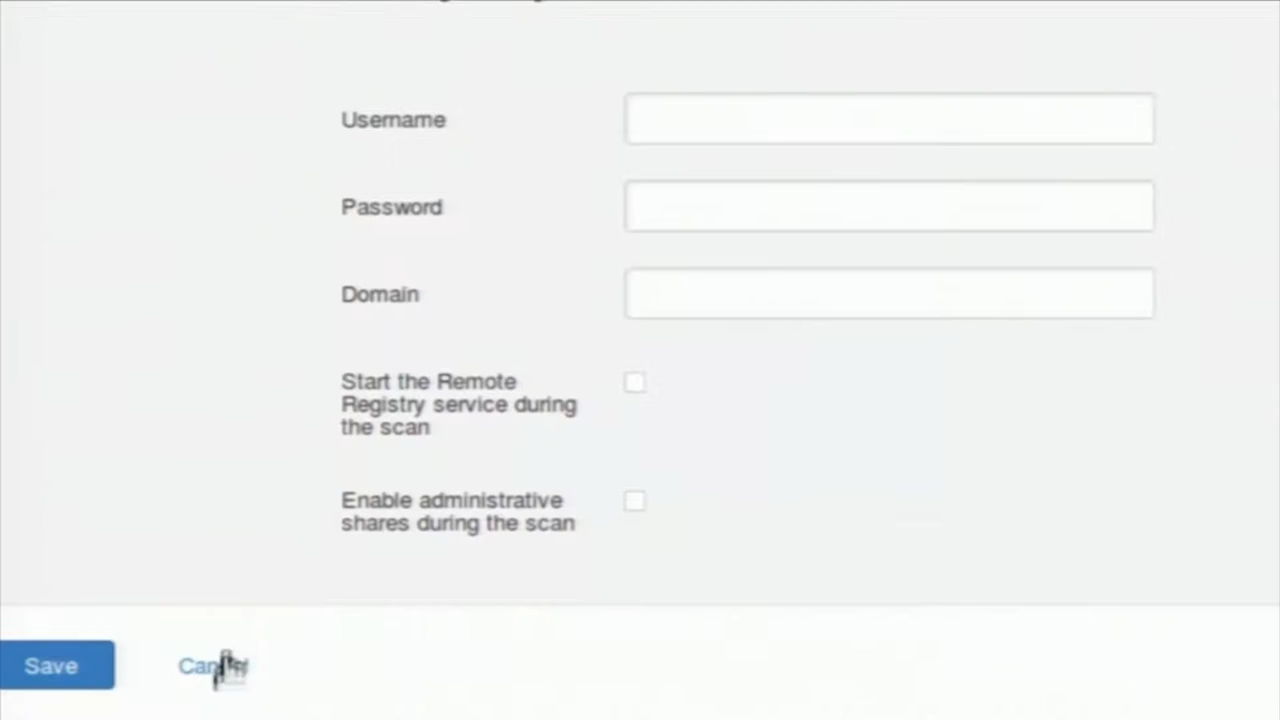 Username
Password
Domain
Start the Remote
Registry service during
the scan
Enable administrative
shares during the scan
Save